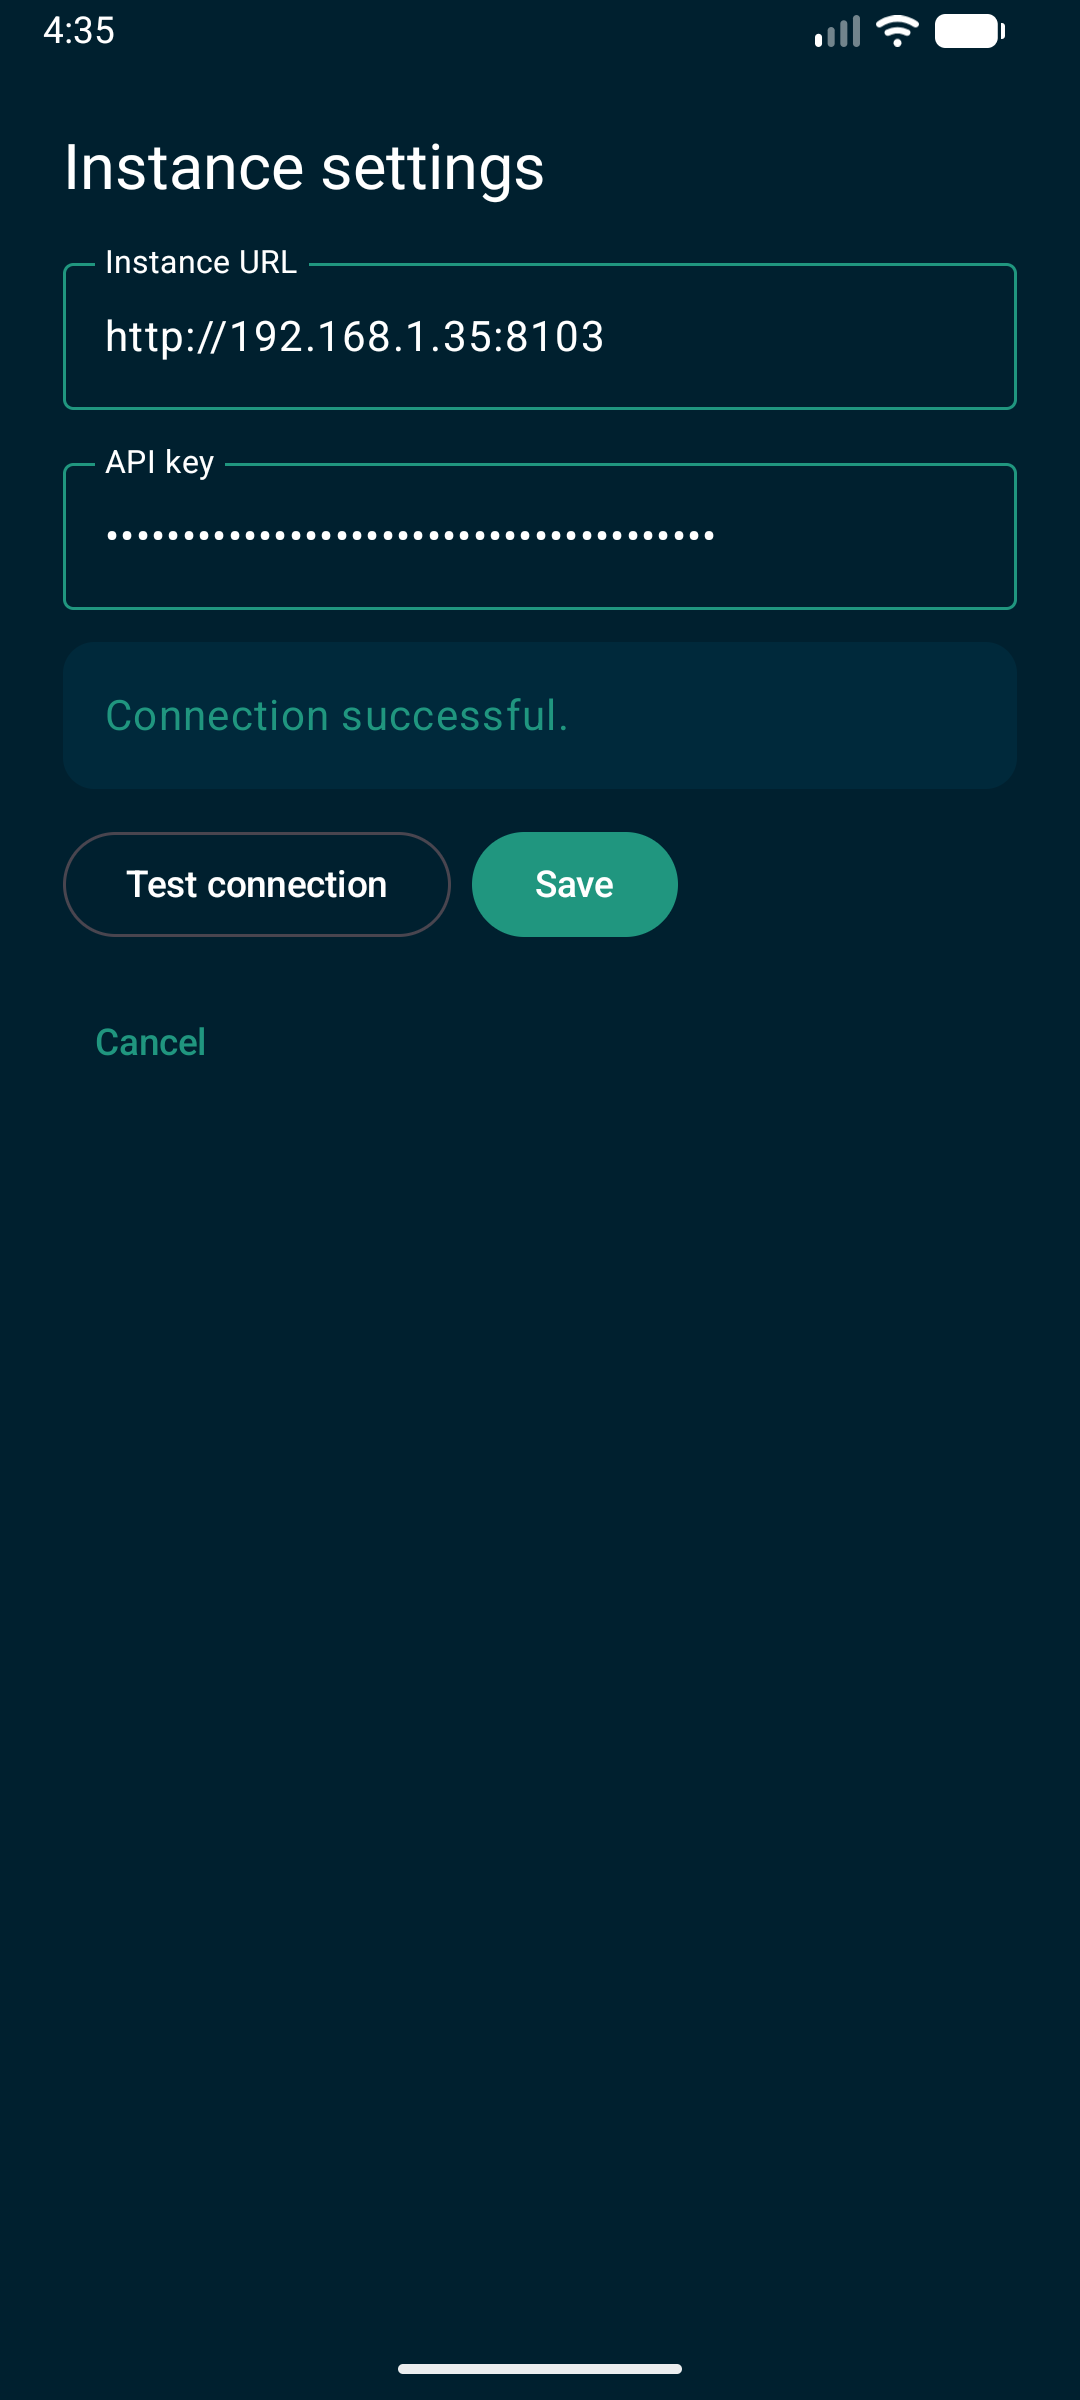 4:35
Instance settings
Instance URL
http://192.168.1.35:8103
API key
••••••••••••••••••••••••••••••••••••••••
Connection successful.
Test connection
Save
Cancel